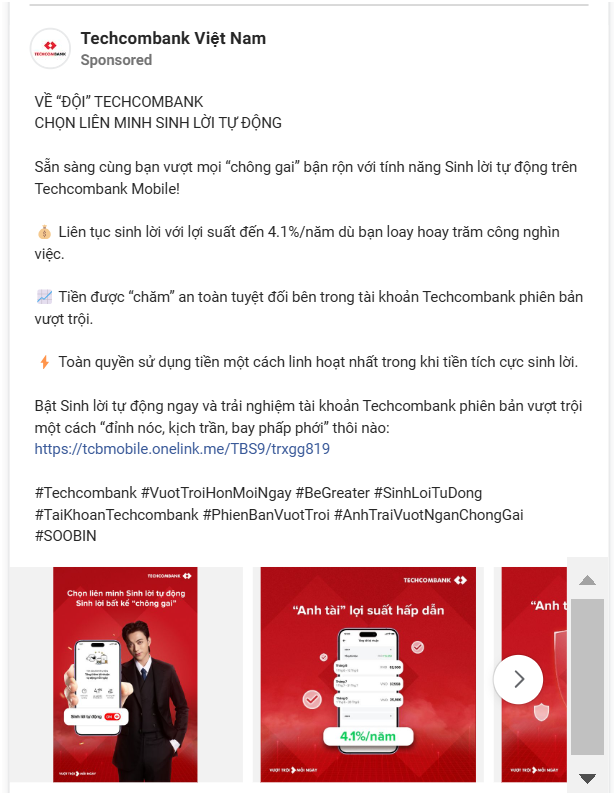 Techcombank Việt Nam
Sponsored
VỀ “ĐỘI” TECHCOMBANK
CHỌN LIÊN MINH SINH LỜI TỰ ĐỘNG
Sẵn sàng cùng bạn vượt mọi “chông gai” bận rộn với tính năng Sinh lời tự động trên
Techcombank Mobile!
💰 Liên tục sinh lời với lợi suất đến 4.1%/năm dù bạn loay hoay trăm công nghìn
việc.
📈 Tiền được “chăm” an toàn tuyệt đối bên trong tài khoản Techcombank phiên bản
vượt trội.
⚡ Toàn quyền sử dụng tiền một cách linh hoạt nhất trong khi tiền tích cực sinh lời.
Bật Sinh lời tự động ngay và trải nghiệm tài khoản Techcombank phiên bản vượt trội
một cách “đỉnh nóc, kịch trần, bay phấp phới” thôi nào:
https://tcbmobile.onelink.me/TBS9/trxgg819
#Techcombank #VuotTroiHonMoiNgay #BeGreater #SinhLoiTuDong
#TaiKhoanTechcombank #PhienBanVuotTroi #AnhTraiVuotNganChongGai
#SOOBIN
TECHCOMBANK
Chọn liên minh Sinh lời tự động
Sinh lời bất kể “chông gai”
Sinh lời tự động ON
VƯỢT TRỘI MỖI NGÀY
TECHCOMBANK
“Anh tài” lợi suất hấp dẫn
4.1%/năm
VƯỢT TRỘI MỖI NGÀY
“Anh t
VƯỢT TRỘI MỖI NGÀY